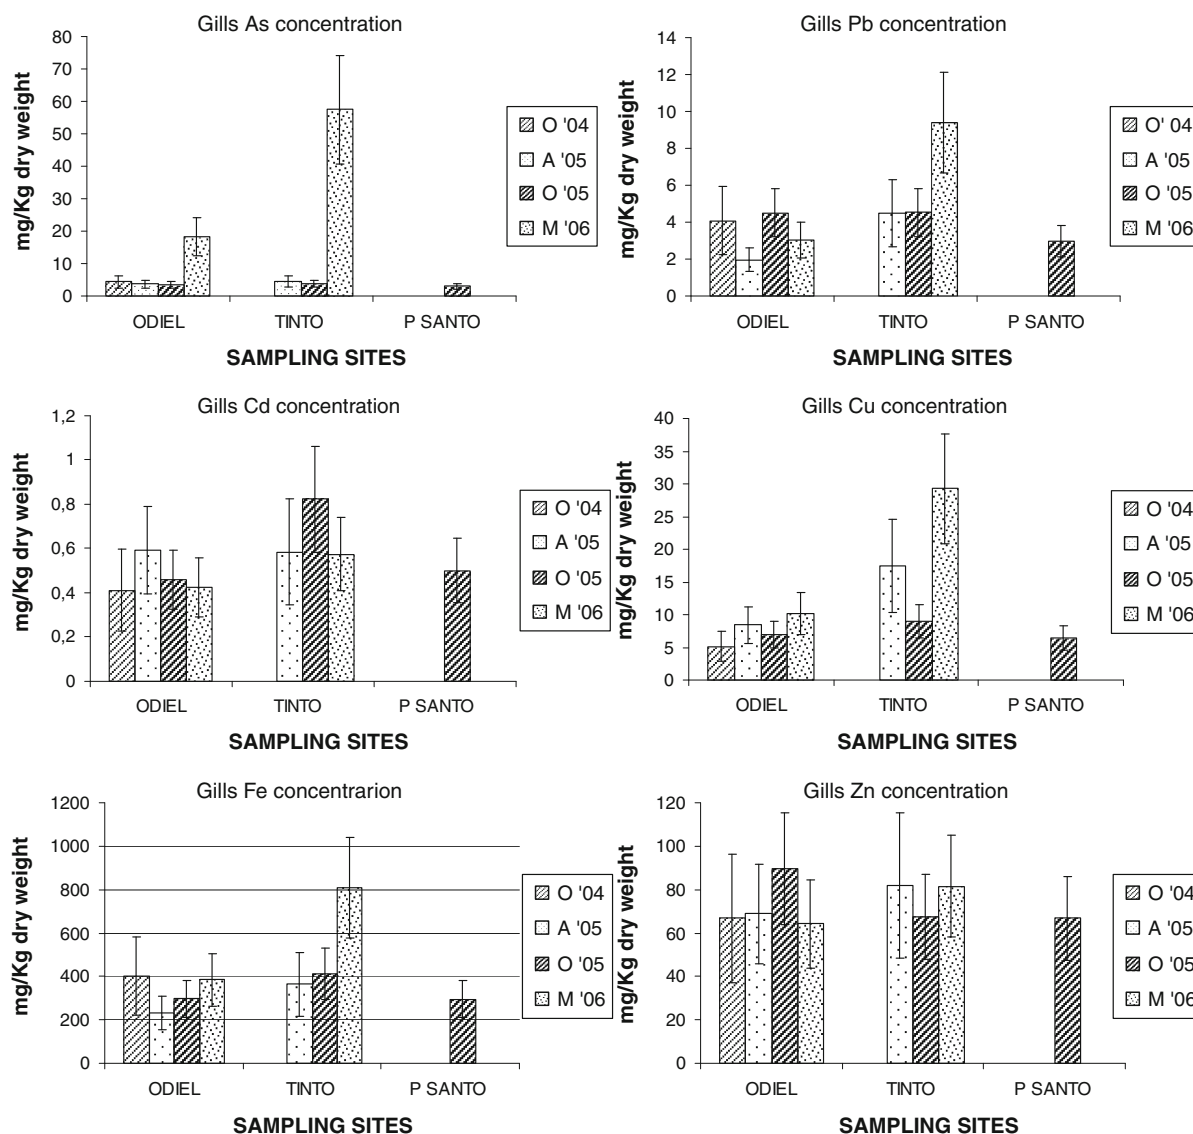 Gills As concentration
mg/Kg dry weight
80
70
60
50
40
30
20
10
0
ODIEL TINTO P SANTO
SAMPLING SITES
O '04
A '05
O '05
M '06
Gills Pb concentration
mg/Kg dry weight
14
12
10
8
6
4
2
0
ODIEL TINTO P SANTO
SAMPLING SITES
O' 04
A '05
O '05
M '06
Gills Cd concentration
mg/Kg dry weight
1,2
1
0,8
0,6
0,4
0,2
0
ODIEL TINTO P SANTO
SAMPLING SITES
O '04
A '05
O '05
M '06
Gills Cu concentration
mg/Kg dry weight
40
35
30
25
20
15
10
5
0
ODIEL TINTO P SANTO
SAMPLING SITES
O '04
A '05
O '05
M '06
Gills Fe concentrarion
mg/Kg dry weight
1200
1000
800
600
400
200
0
ODIEL TINTO P SANTO
SAMPLING SITES
O '04
A '05
O '05
M '06
Gills Zn concentration
mg/Kg dry weight
120
100
80
60
40
20
0
ODIEL TINTO P SANTO
SAMPLING SITES
O '04
A '05
O '05
M '06